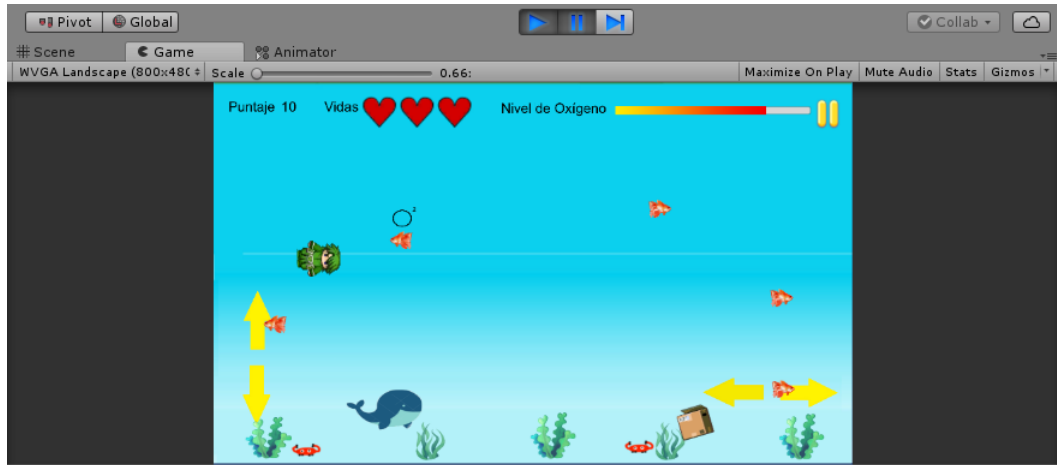 Pivot Global Collab
Scene Game Animator
WVGA Landscape (800x48( Scale 0.66: Maximize On Play Mute Audio Stats Gizmos
Puntaje 10 Vidas Nivel de Oxígeno
2